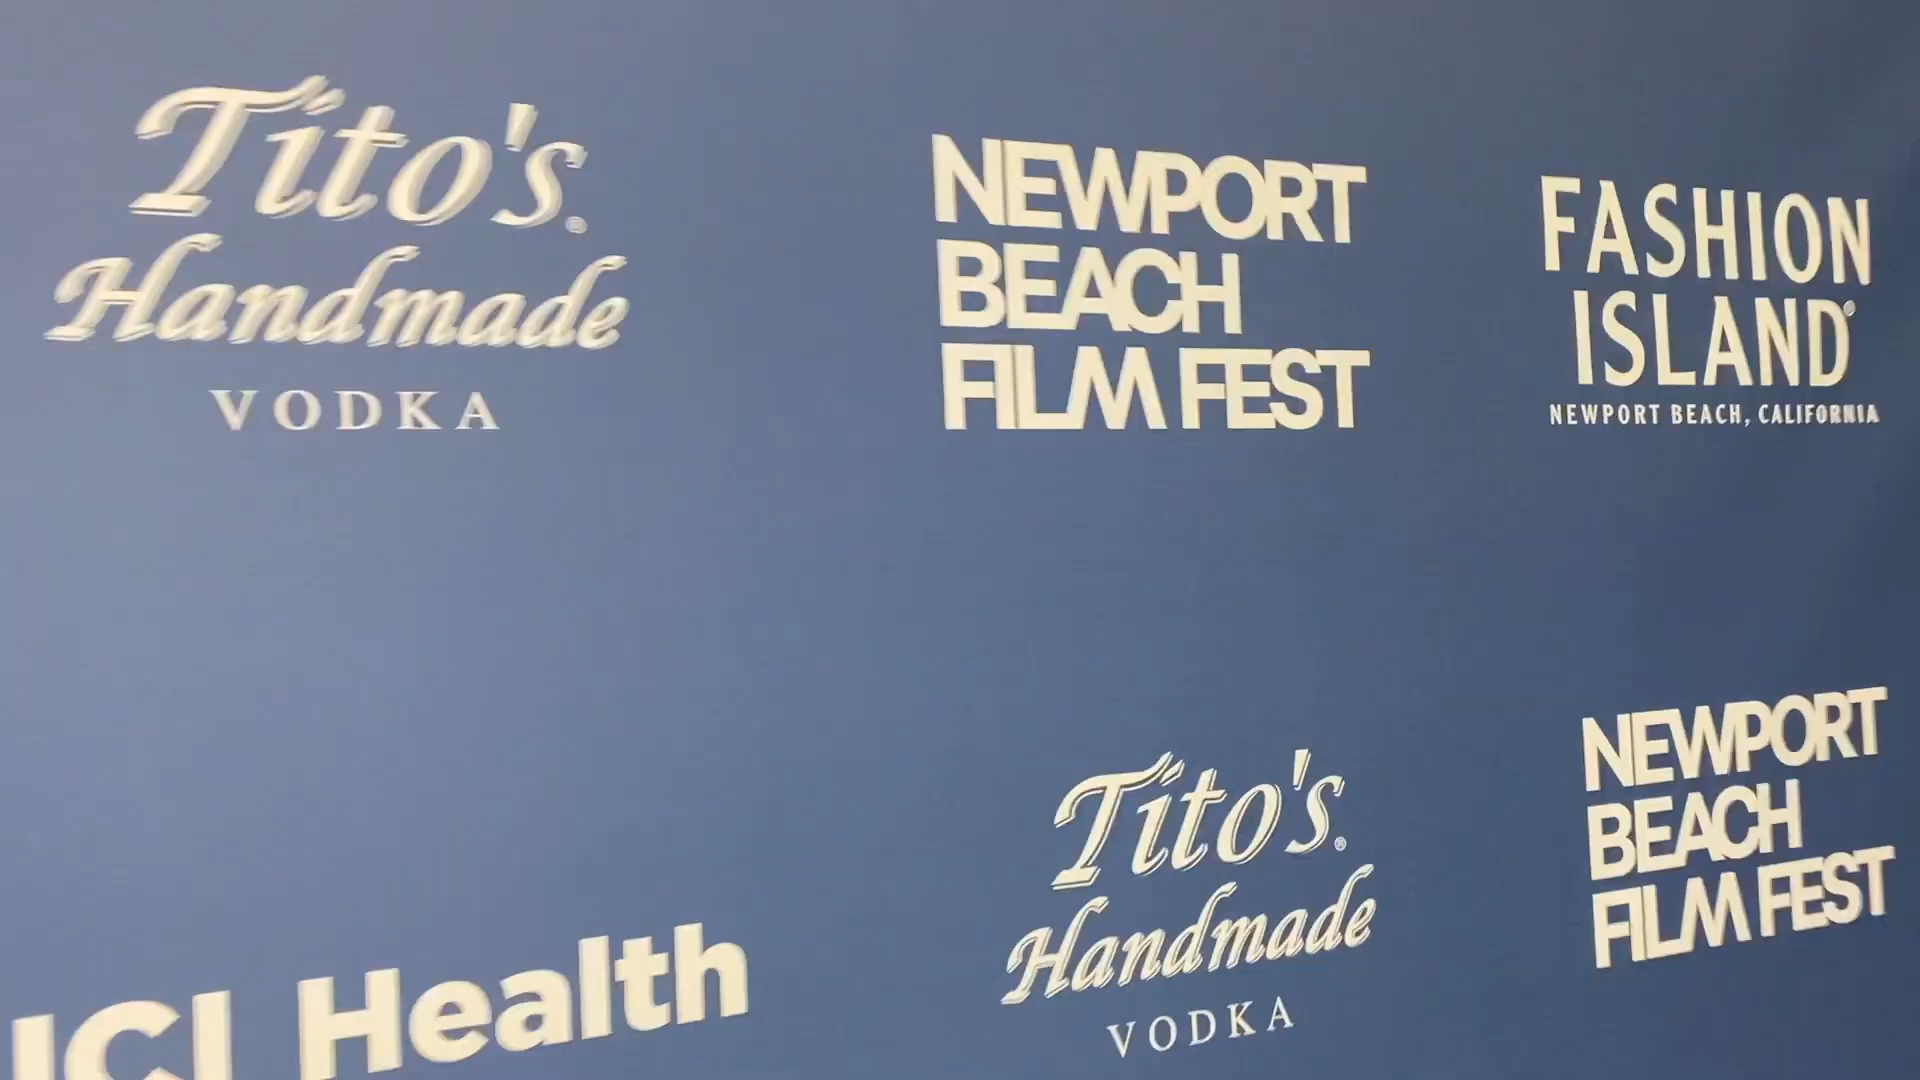 Tito's®
Handmade
VODKA
NEWPORT
BEACH
FILM FEST
FASHION
ISLAND®
NEWPORT BEACH, CALIFORNIA
UCI Health
Tito's®
Handmade
VODKA
NEWPORT
BEACH
FILM FEST